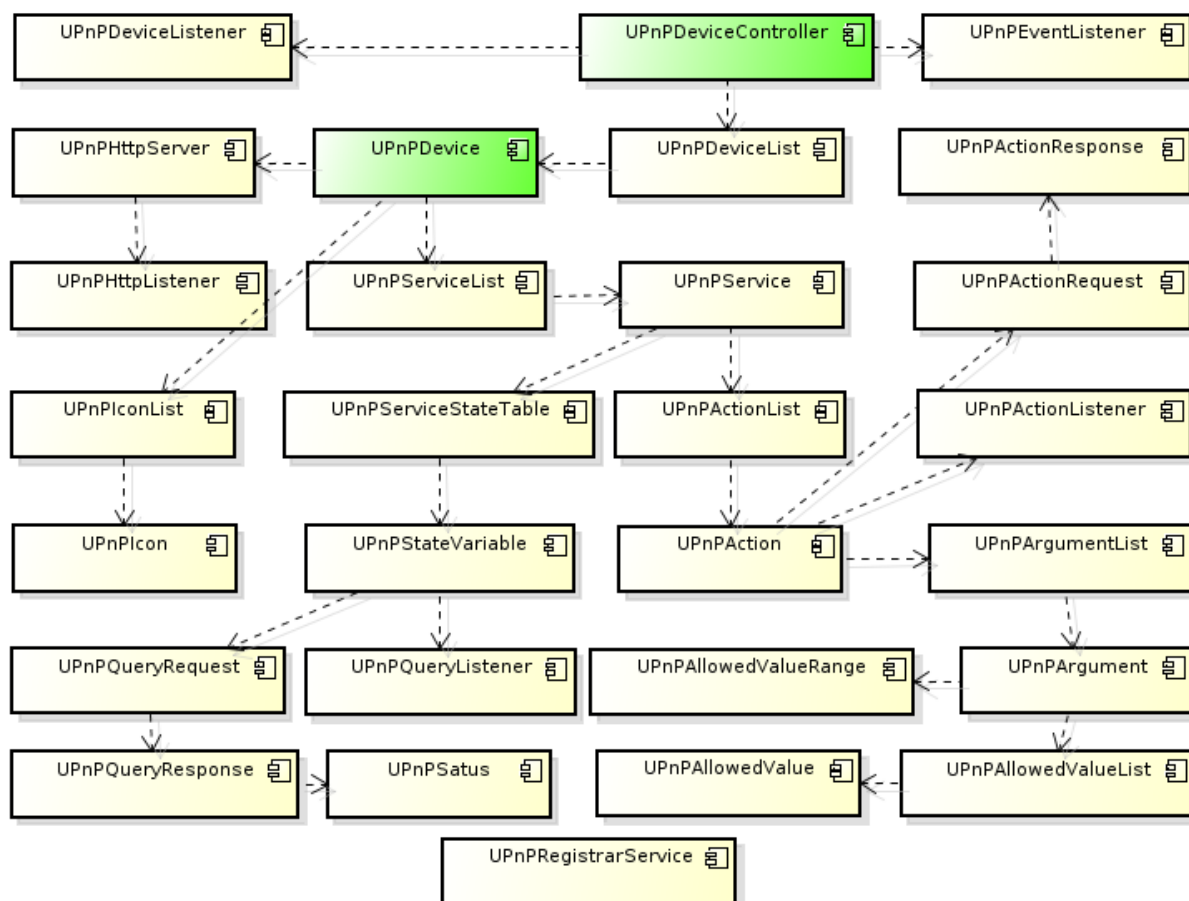 UPnPDeviceListener
UPnPDeviceController
UPnPEventListener
UPnPHttpServer
UPnPDevice
UPnPDeviceList
UPnPActionResponse
UPnPHttpListener
UPnPServiceList
UPnPService
UPnPActionRequest
UPnPIconList
UPnPServiceStateTable
UPnPActionList
UPnPActionListener
UPnPIcon
UPnPStateVariable
UPnPAction
UPnPArgumentList
UPnPQueryRequest
UPnPQueryListener
UPnPAllowedValueRange
UPnPArgument
UPnPQueryResponse
UPnPSatus
UPnPAllowedValue
UPnPAllowedValueList
UPnPRegistrarService